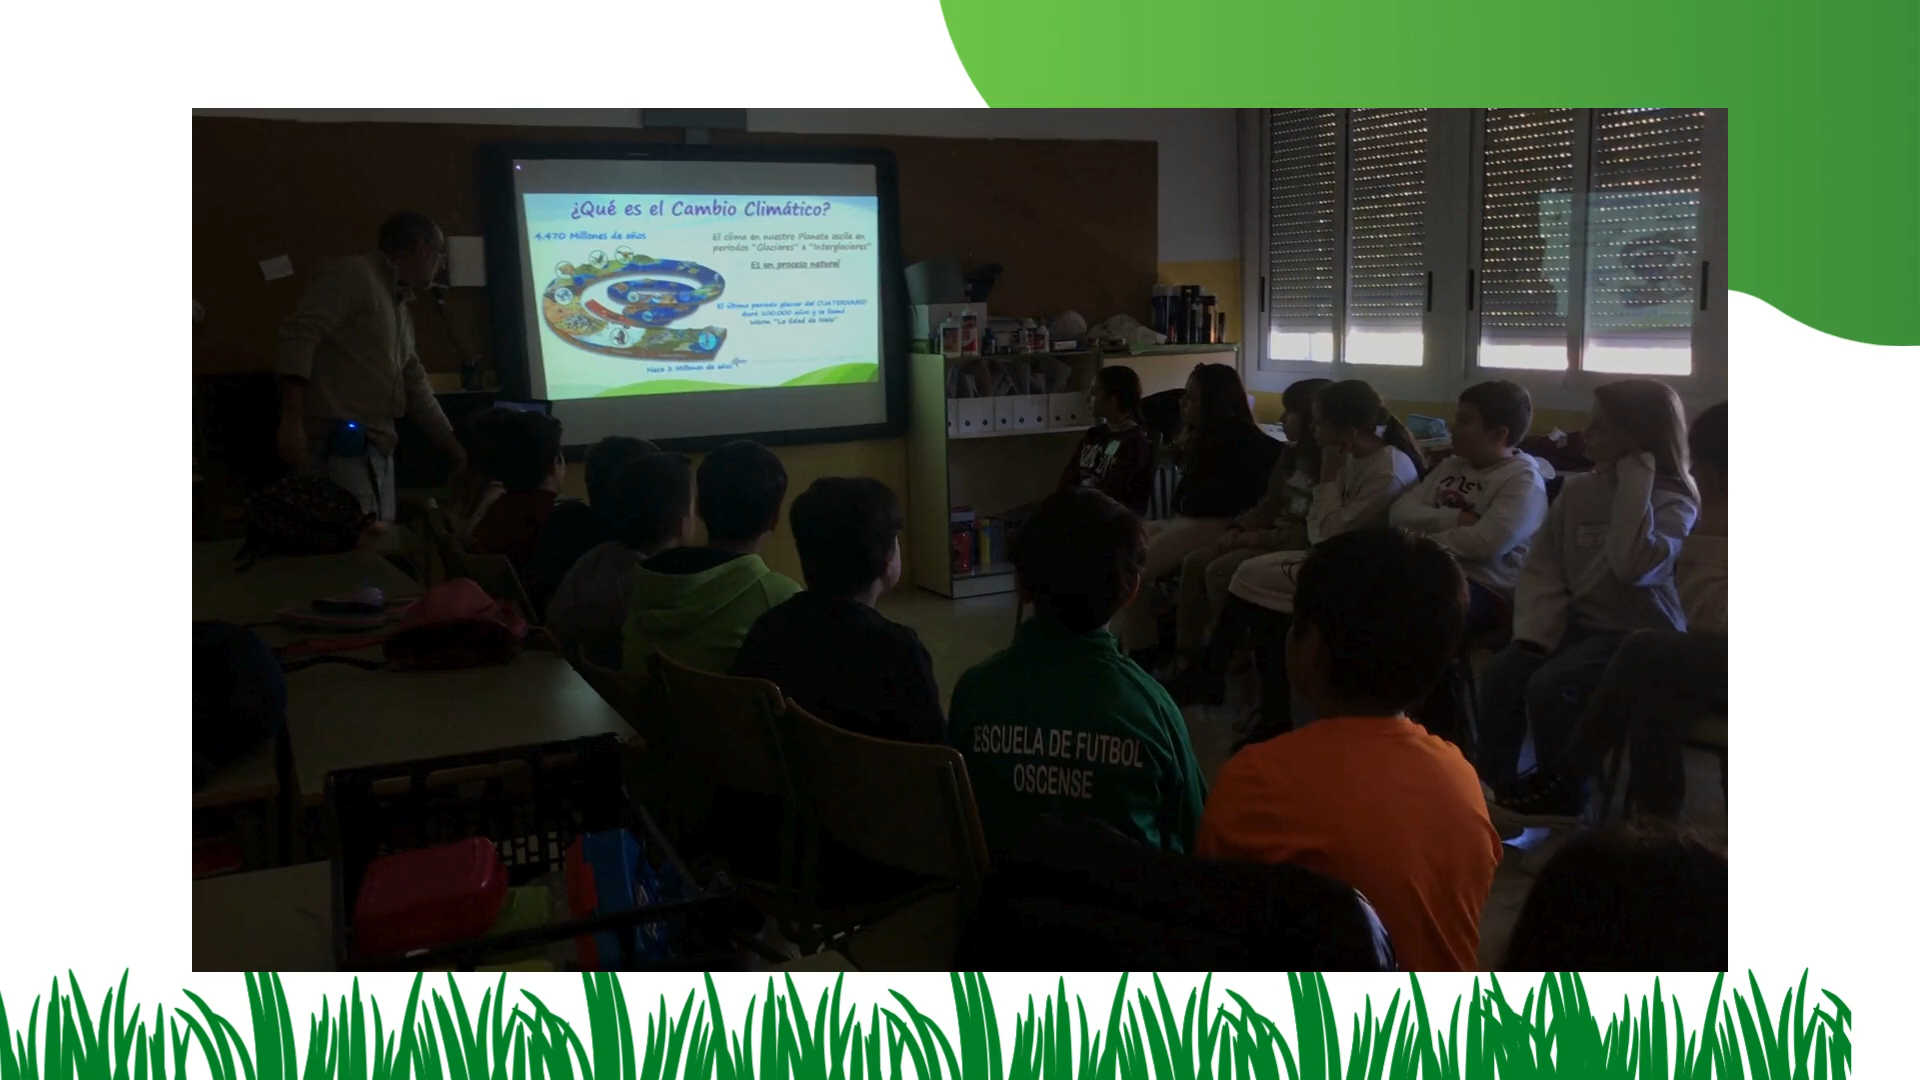 ¿Qué es el Cambio Climático?
4.470 Millones de años
El clima en nuestro Planeta oscila en
periodos "Glaciares" e "Interglaciares"
Es un proceso natural
El último periodo glaciar del CUATERNARIO
duró 100.000 años y se llamó
Würm "La Edad de Hielo"
Hace 2 Millones de años
ESCUELA DE FUTBOL
OSCENSE